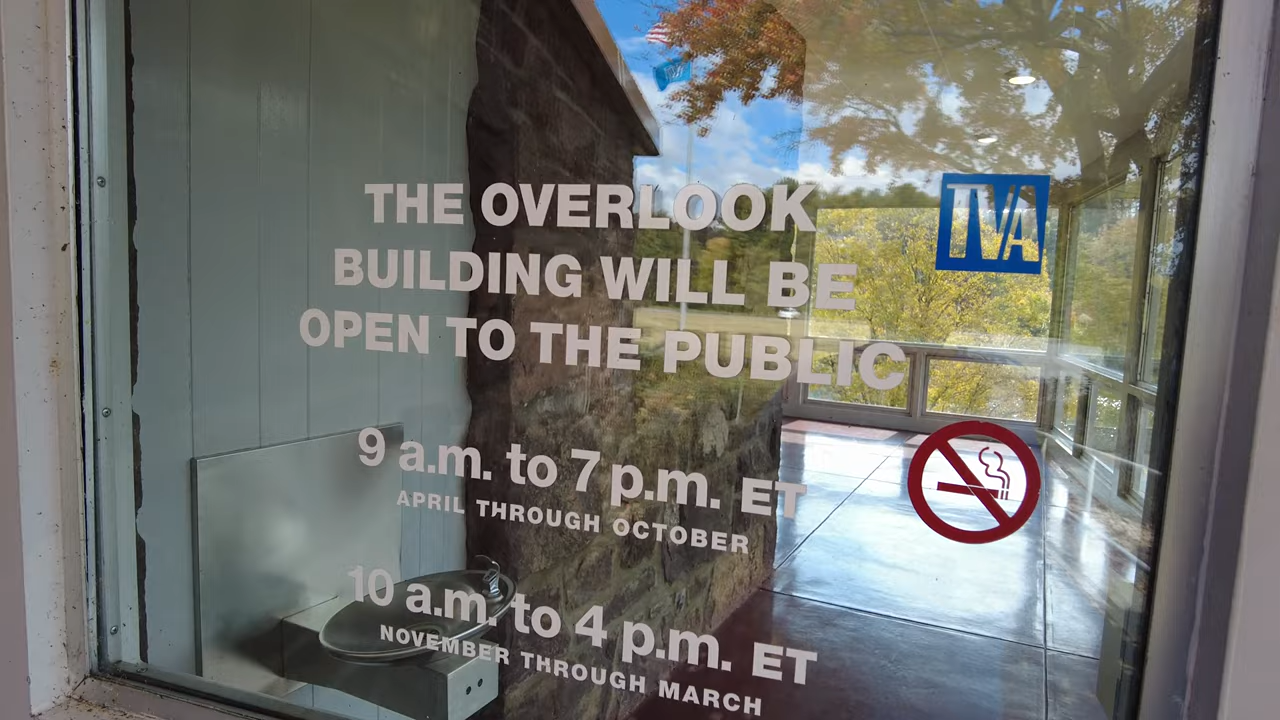 THE OVERLOOK
BUILDING WILL BE
OPEN TO THE PUBLIC
9 a.m. to 7 p.m. ET
APRIL THROUGH OCTOBER
10 a.m. to 4 p.m. ET
NOVEMBER THROUGH MARCH
TVA